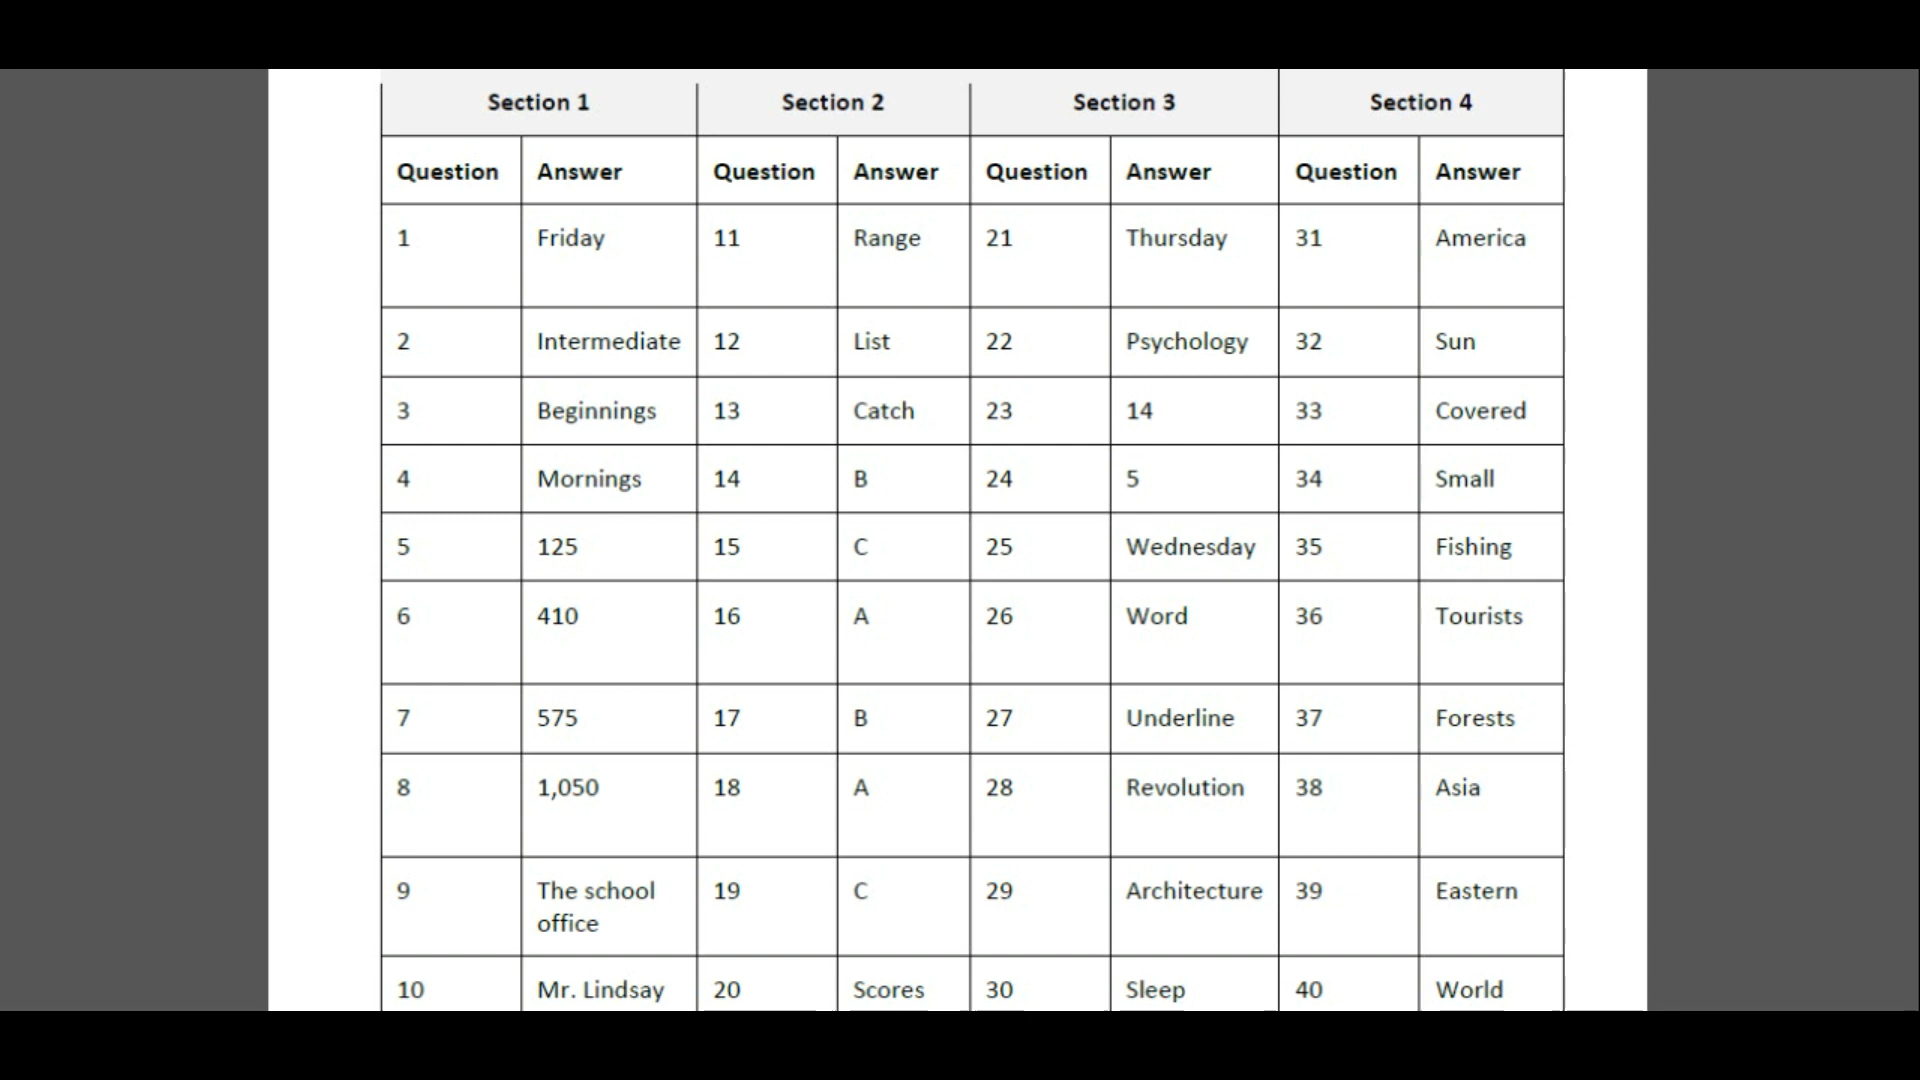 Section 1 Section 2 Section 3 Section 4
Question Answer Question Answer Question Answer Question Answer
1 Friday 11 Range 21 Thursday 31 America
2 Intermediate 12 List 22 Psychology 32 Sun
3 Beginnings 13 Catch 23 14 33 Covered
4 Mornings 14 B 24 5 34 Small
5 125 15 C 25 Wednesday 35 Fishing
6 410 16 A 26 Word 36 Tourists
7 575 17 B 27 Underline 37 Forests
8 1,050 18 A 28 Revolution 38 Asia
9 The school 19 C 29 Architecture 39 Eastern
office
10 Mr. Lindsay 20 Scores 30 Sleep 40 World